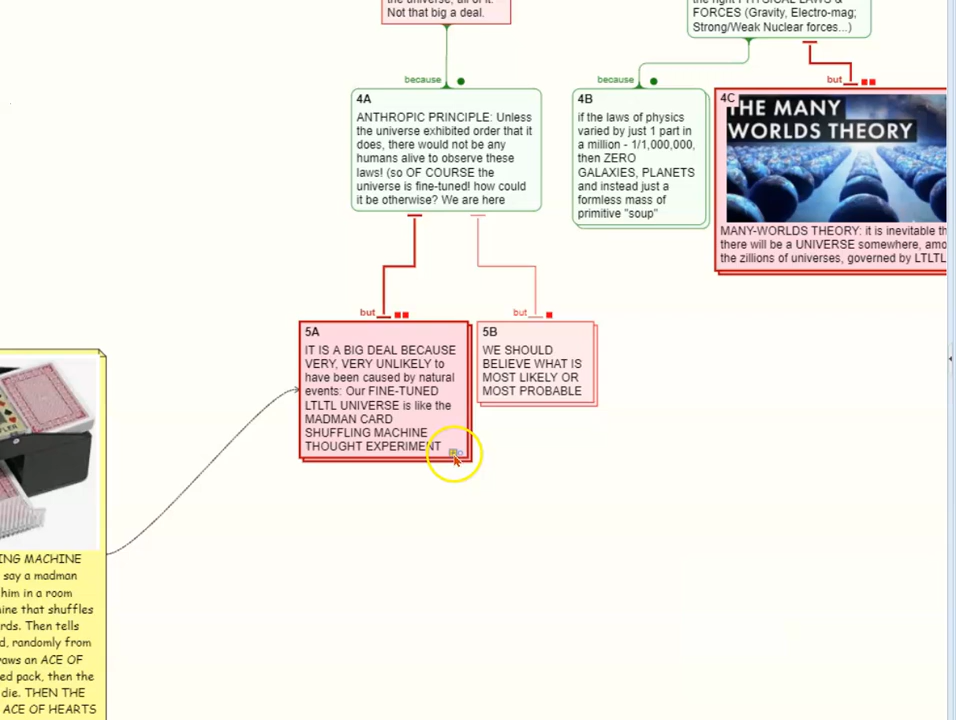 the universe, all of it.
Not that big a deal.
the right PHYSICAL LAWS &
FORCES (Gravity, Electro-mag;
Strong/Weak Nuclear forces...)
because
because
but
4A
ANTHROPIC PRINCIPLE: Unless
the universe exhibited order that it
does, there would not be any
humans alive to observe these
laws! (so OF COURSE the
universe is fine-tuned! how could
it be otherwise? We are here
4B
if the laws of physics
varied by just 1 part in
a million - 1/1,000,000,
then ZERO
GALAXIES, PLANETS
and instead just a
formless mass of
primitive "soup"
4C
THE MANY
WORLDS THEORY
MANY-WORLDS THEORY: it is inevitable th
there will be a UNIVERSE somewhere, amo
the zillions of universes, governed by LTLTL
but
but
5A
IT IS A BIG DEAL BECAUSE
VERY, VERY UNLIKELY to
have been caused by natural
events: Our FINE-TUNED
LTLTL UNIVERSE is like the
MADMAN CARD
SHUFFLING MACHINE
THOUGHT EXPERIMENT
5B
WE SHOULD
BELIEVE WHAT IS
MOST LIKELY OR
MOST PROBABLE
ING MACHINE
say a madman
him in a room
hine that shuffles
rds. Then tells
d, randomly from
raws an ACE OF
ed pack, then the
die. THEN THE
ACE OF HEARTS